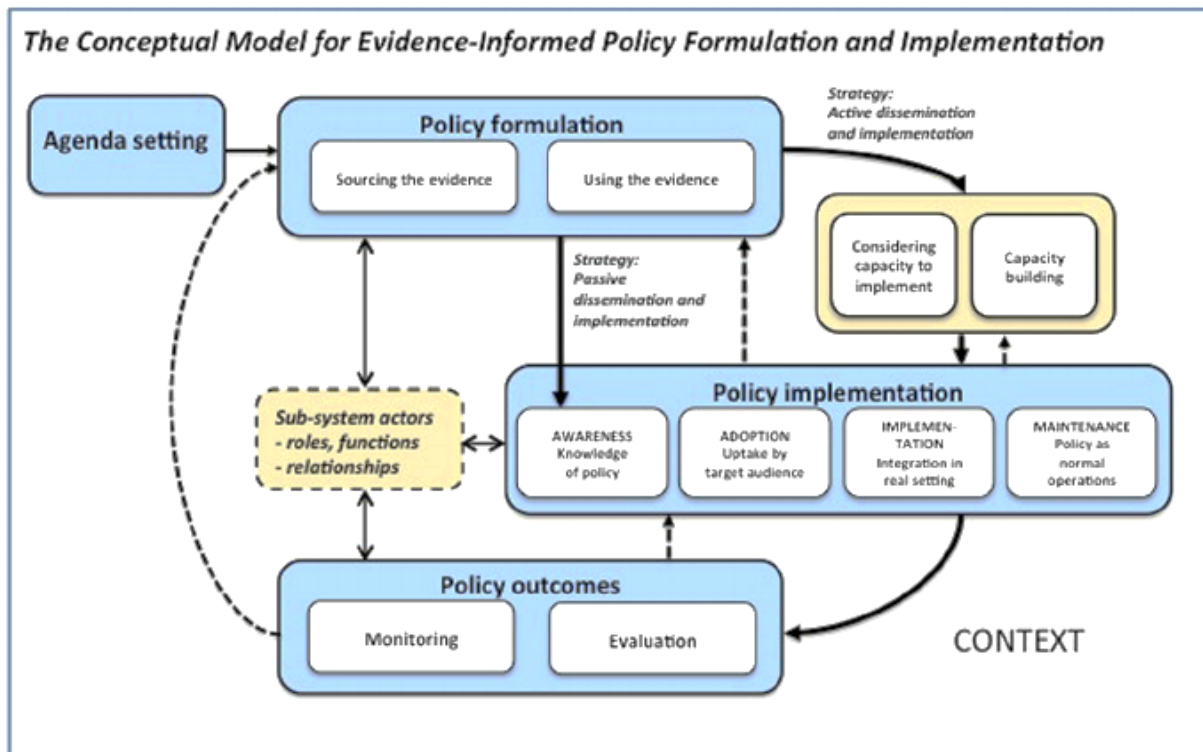 The Conceptual Model for Evidence-Informed Policy Formulation and Implementation
Agenda setting
Policy formulation
Sourcing the evidence
Using the evidence
Strategy:
Active dissemination
and implementation
Considering
capacity to
implement
Capacity
building
Strategy:
Passive
dissemination and
implementation
Sub-system actors
- roles, functions
- relationships
Policy implementation
AWARENESS
Knowledge
of policy
ADOPTION
Uptake by
target audience
IMPLEMEN-
TATION
Integration in
real setting
MAINTENANCE
Policy as
normal
operations
Policy outcomes
Monitoring
Evaluation
CONTEXT